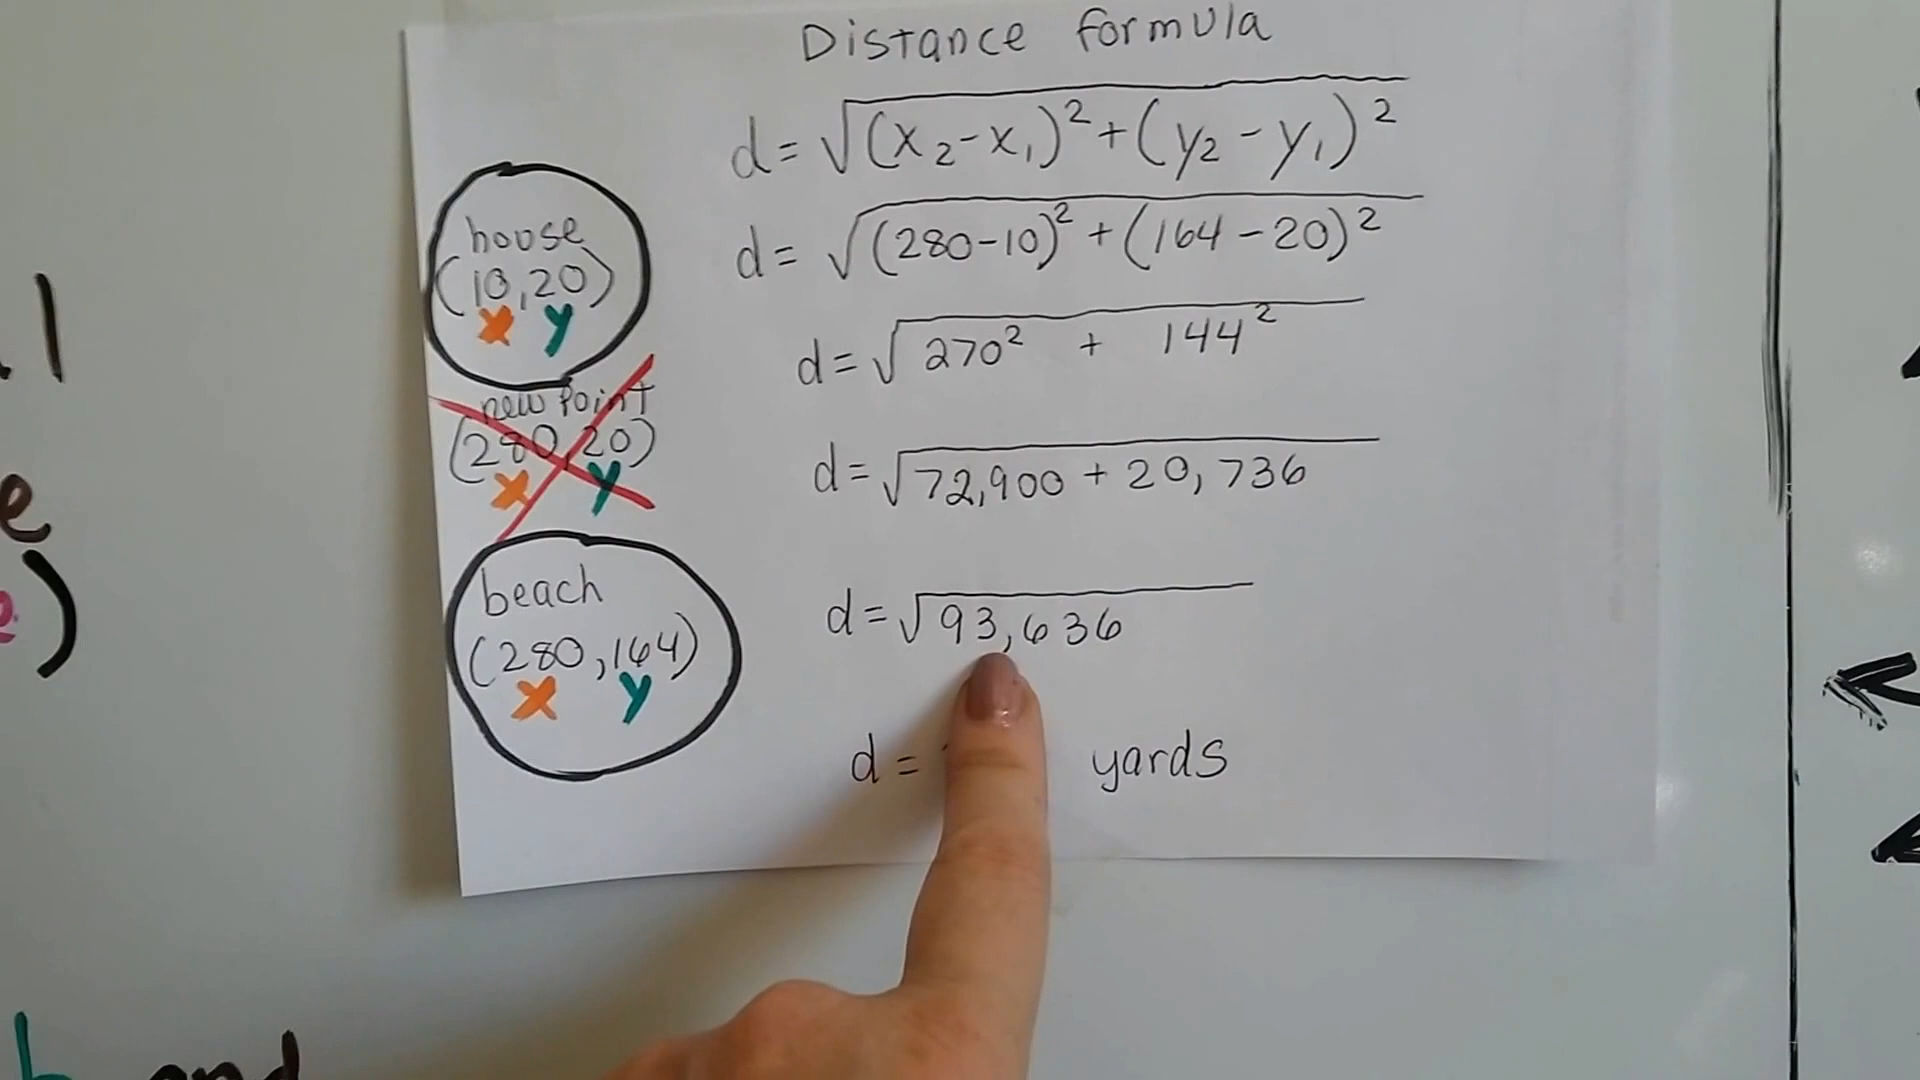 Distance formula
d = √(x₂-x₁)² + (y₂ - y₁)²
d = √(280-10)² + (164-20)²
d = √270² + 144²
d = √72,900 + 20,736
d = √93,636
d = yards
house
(10,20)
x y
new point
(280,20)
x y
beach
(280,164)
x y
e
)
b and